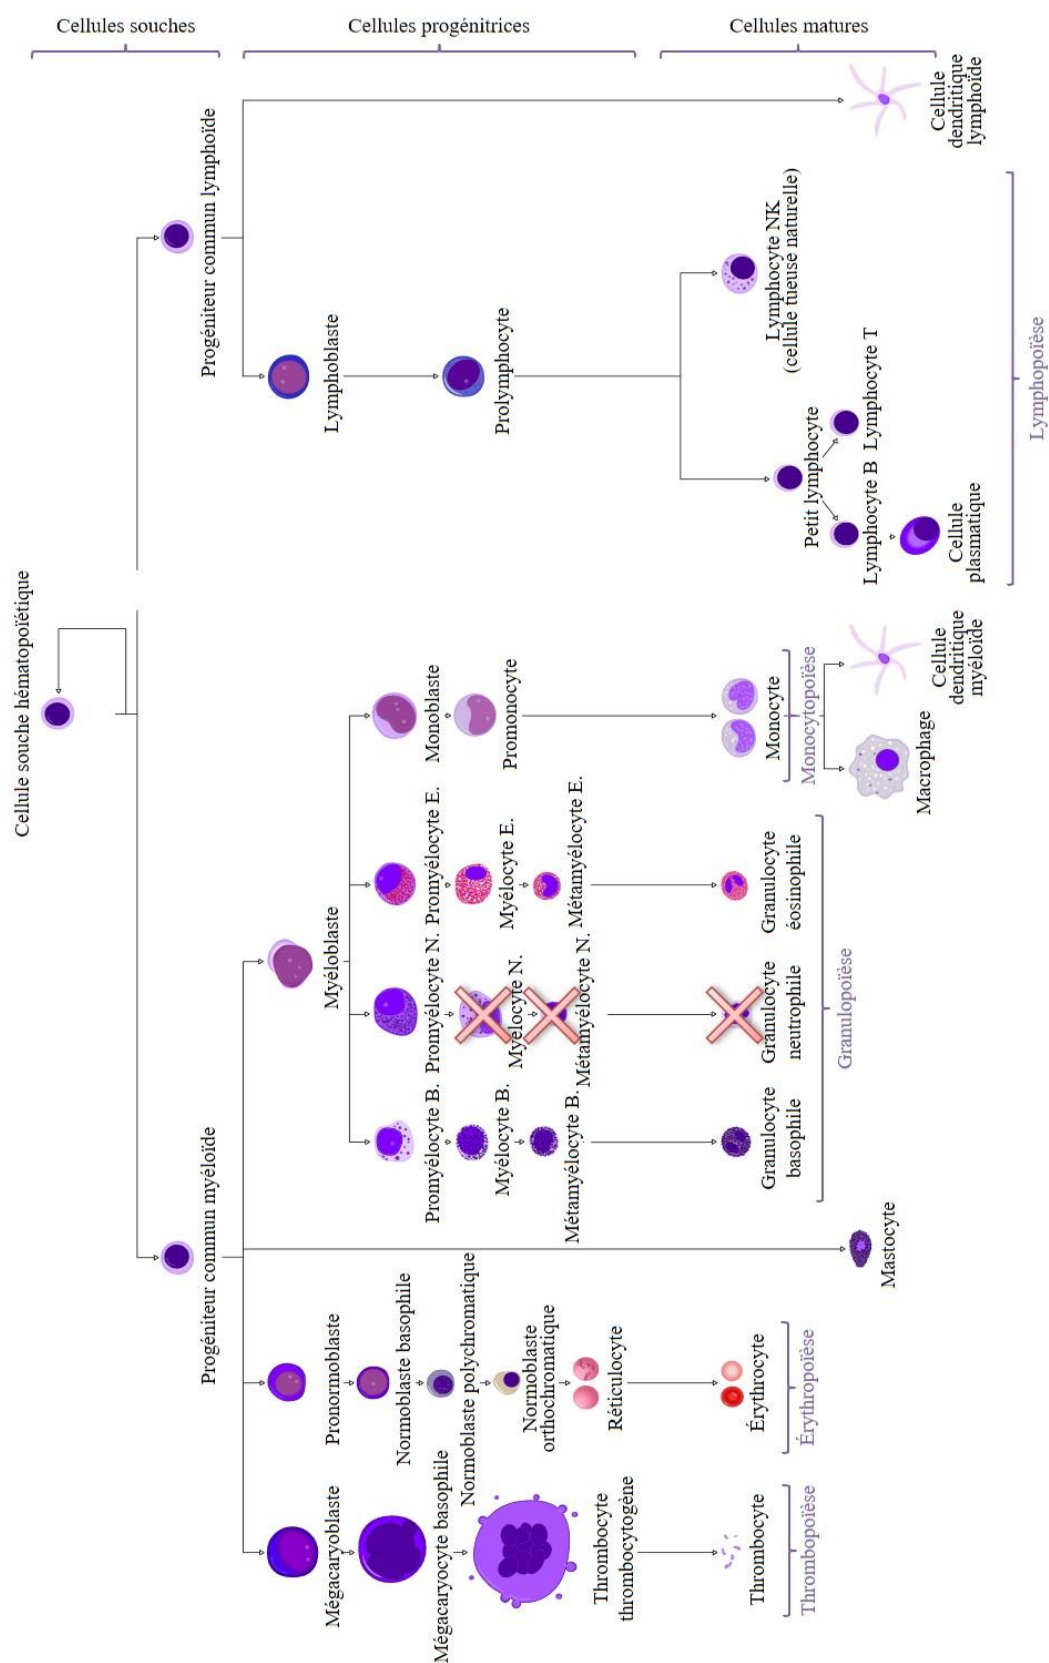 Cellules souches
Cellules progénitrices
Cellules matures
Cellule souche hématopoïétique
Progéniteur commun myéloïde
Progéniteur commun lymphoïde
Mégacaryoblaste
Mégacaryocyte basophile
Thrombocyte
thrombocytogène
Thrombocyte
Thrombopoïèse
Pronormoblaste
Normoblaste basophile
Normoblaste polychromatique
Normoblaste
orthochromatique
Réticulocyte
Érythrocyte
Érythropoïèse
Mastocyte
Myéloblaste
Promyélocyte B.
Myélocyte B.
Métamyélocyte B.
Granulocyte
basophile
Promyélocyte N.
Myélocyte N.
Métamyélocyte N.
Granulocyte
neutrophile
Promyélocyte E.
Myélocyte E.
Métamyélocyte E.
Granulocyte
éosinophile
Granulopoïèse
Monoblaste
Promonocyte
Monocyte
Monocytopoïèse
Macrophage
Cellule
dendritique
myéloïde
Lymphoblaste
Prolymphocyte
Petit lymphocyte
Lymphocyte B
Lymphocyte T
Cellule
plasmatique
Lymphocyte NK
(cellule tueuse naturelle)
Lymphopoïèse
Cellule
dendritique
lymphoïde